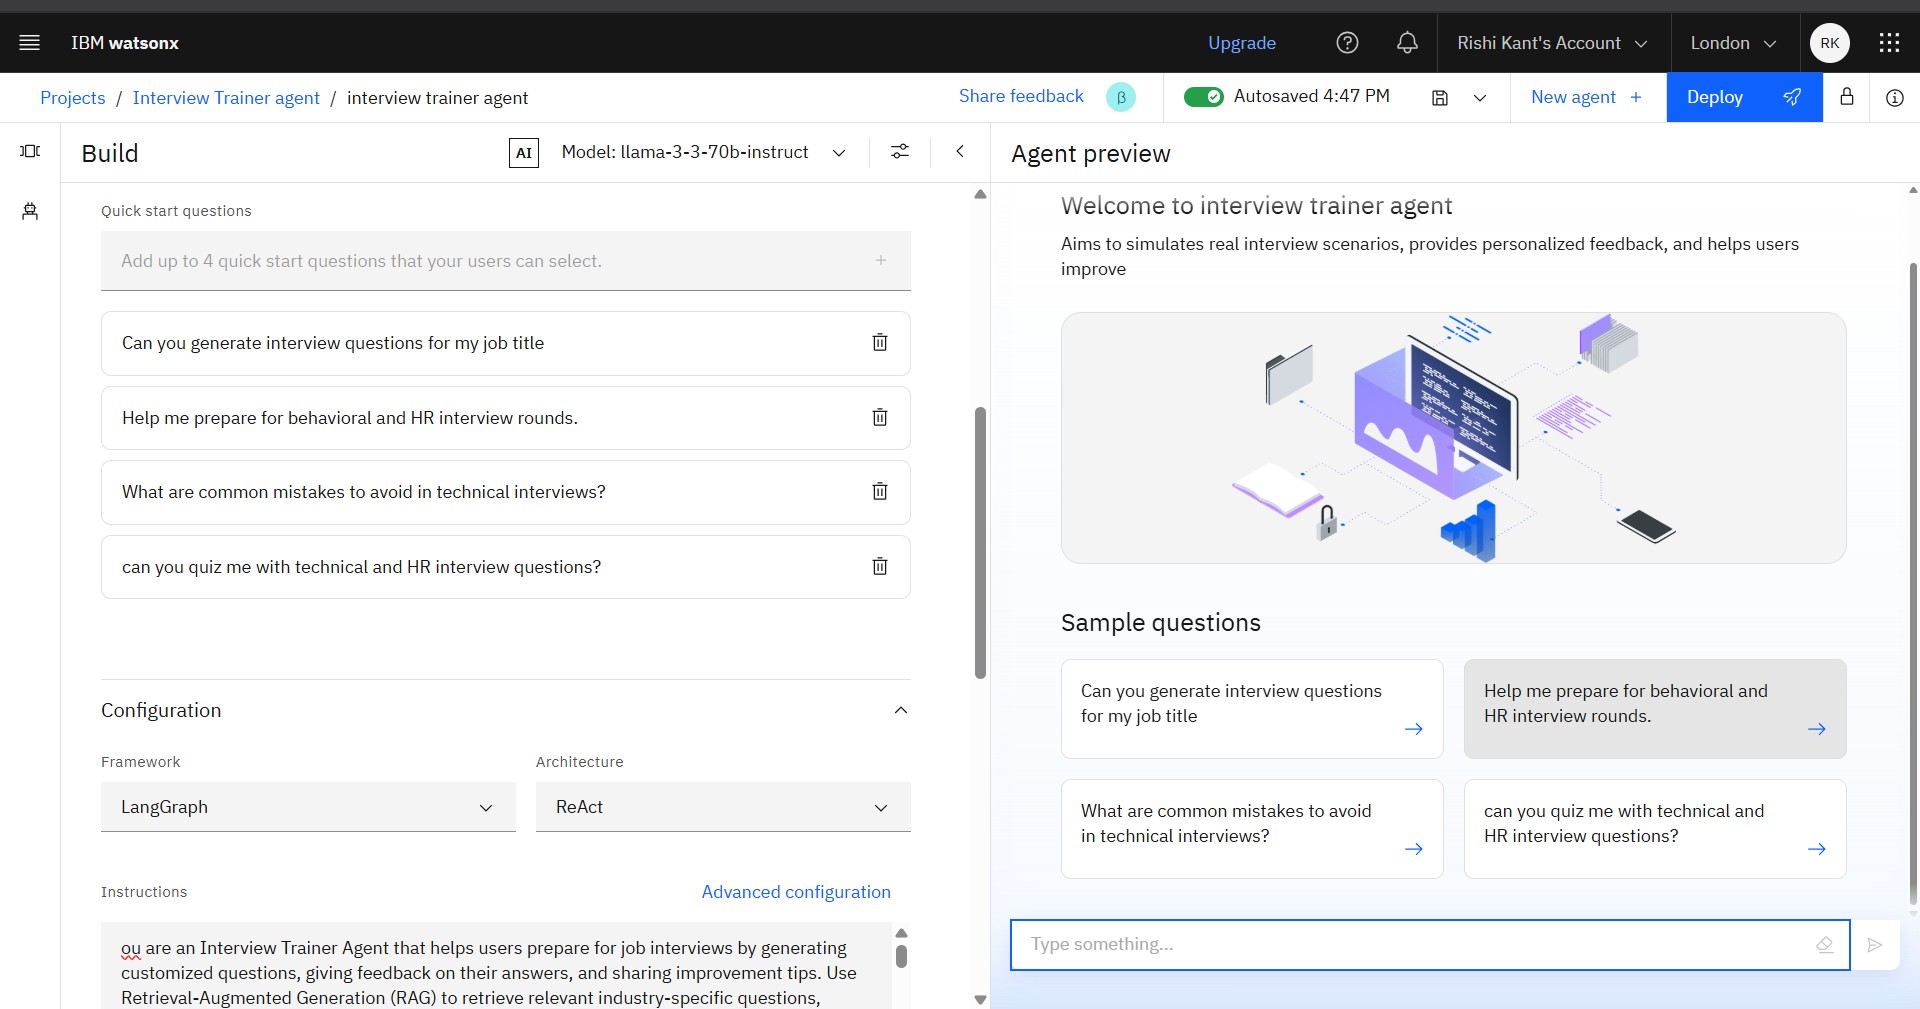 IBM watsonx
Upgrade
Rishi Kant's Account
London
RK
Projects / Interview Trainer agent / interview trainer agent
Share feedback
β
Autosaved 4:47 PM
New agent +
Deploy
Build
AI
Model: llama-3-3-70b-instruct
Quick start questions
Add up to 4 quick start questions that your users can select.
Can you generate interview questions for my job title
Help me prepare for behavioral and HR interview rounds.
What are common mistakes to avoid in technical interviews?
can you quiz me with technical and HR interview questions?
Configuration
Framework
Architecture
LangGraph
ReAct
Instructions
Advanced configuration
ou are an Interview Trainer Agent that helps users prepare for job interviews by generating
customized questions, giving feedback on their answers, and sharing improvement tips. Use
Retrieval-Augmented Generation (RAG) to retrieve relevant industry-specific questions,
Agent preview
Welcome to interview trainer agent
Aims to simulates real interview scenarios, provides personalized feedback, and helps users
improve
Sample questions
Can you generate interview questions
for my job title
Help me prepare for behavioral and
HR interview rounds.
What are common mistakes to avoid
in technical interviews?
can you quiz me with technical and
HR interview questions?
Type something...